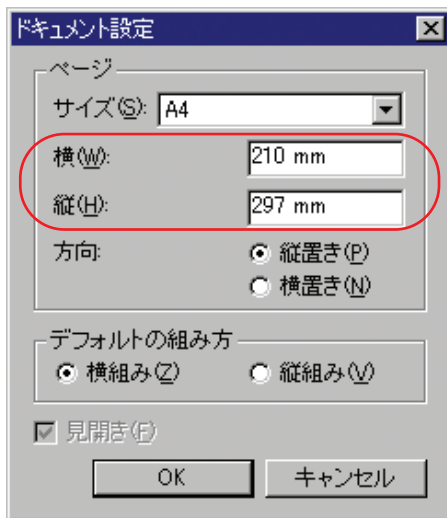 ドキュメント設定
ページ
サイズ(S): A4
横(W): 210 mm
縦(H): 297 mm
方向: 縦置き(P)
横置き(N)
デフォルトの組み方
横組み(Z) 縦組み(V)
見開き(F)
OK キャンセル